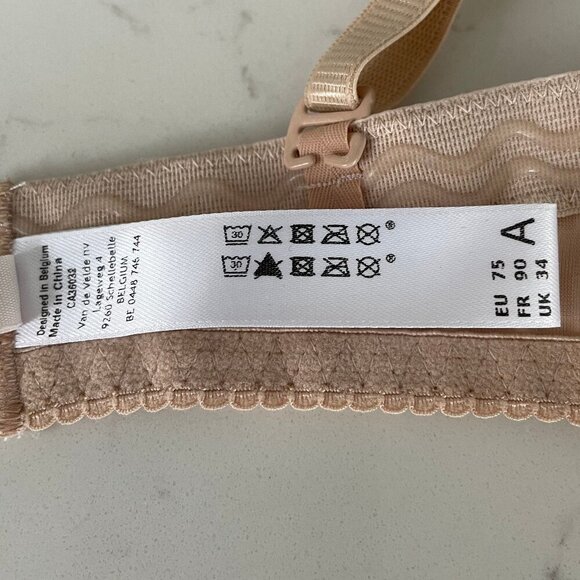 Designed in Belgium
Made in China
CA36032
Van de Velde nv
Lageweg 4
9260 Schellebelle
BELGIUM
BE 0448 746 744
30 ®
30 ®
A
EU 75
FR 90
UK 34